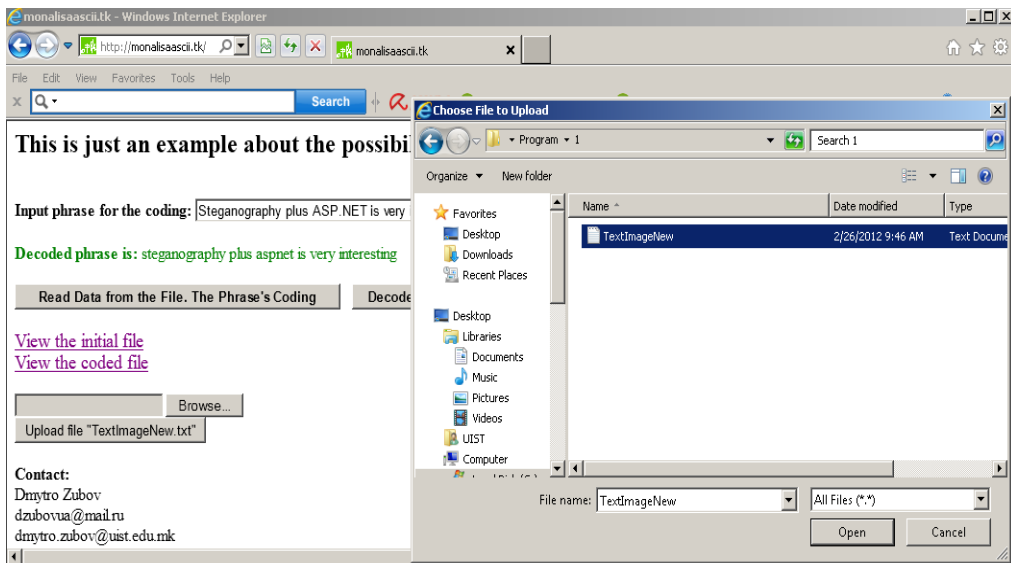 monalisaascii.tk - Windows Internet Explorer
http://monalisaascii.tk/
monalisaascii.tk
File Edit View Favorites Tools Help
Search
This is just an example about the possibi
Input phrase for the coding: Steganography plus ASP.NET is very
Decoded phrase is: steganography plus aspnet is very interesting
Read Data from the File. The Phrase's Coding Decode
View the initial file
View the coded file
Browse...
Upload file "TextImageNew.txt"
Contact:
Dmytro Zubov
dzubovua@mail.ru
dmytro.zubov@uist.edu.mk
Choose File to Upload
Program 1
Search 1
Organize New folder
Favorites
Desktop
Downloads
Recent Places
Desktop
Libraries
Documents
Music
Pictures
Videos
UIST
Computer
Name Date modified Type
TextImageNew 2/26/2012 9:46 AM Text Docume
File name: TextImageNew All Files (*.*)
Open Cancel